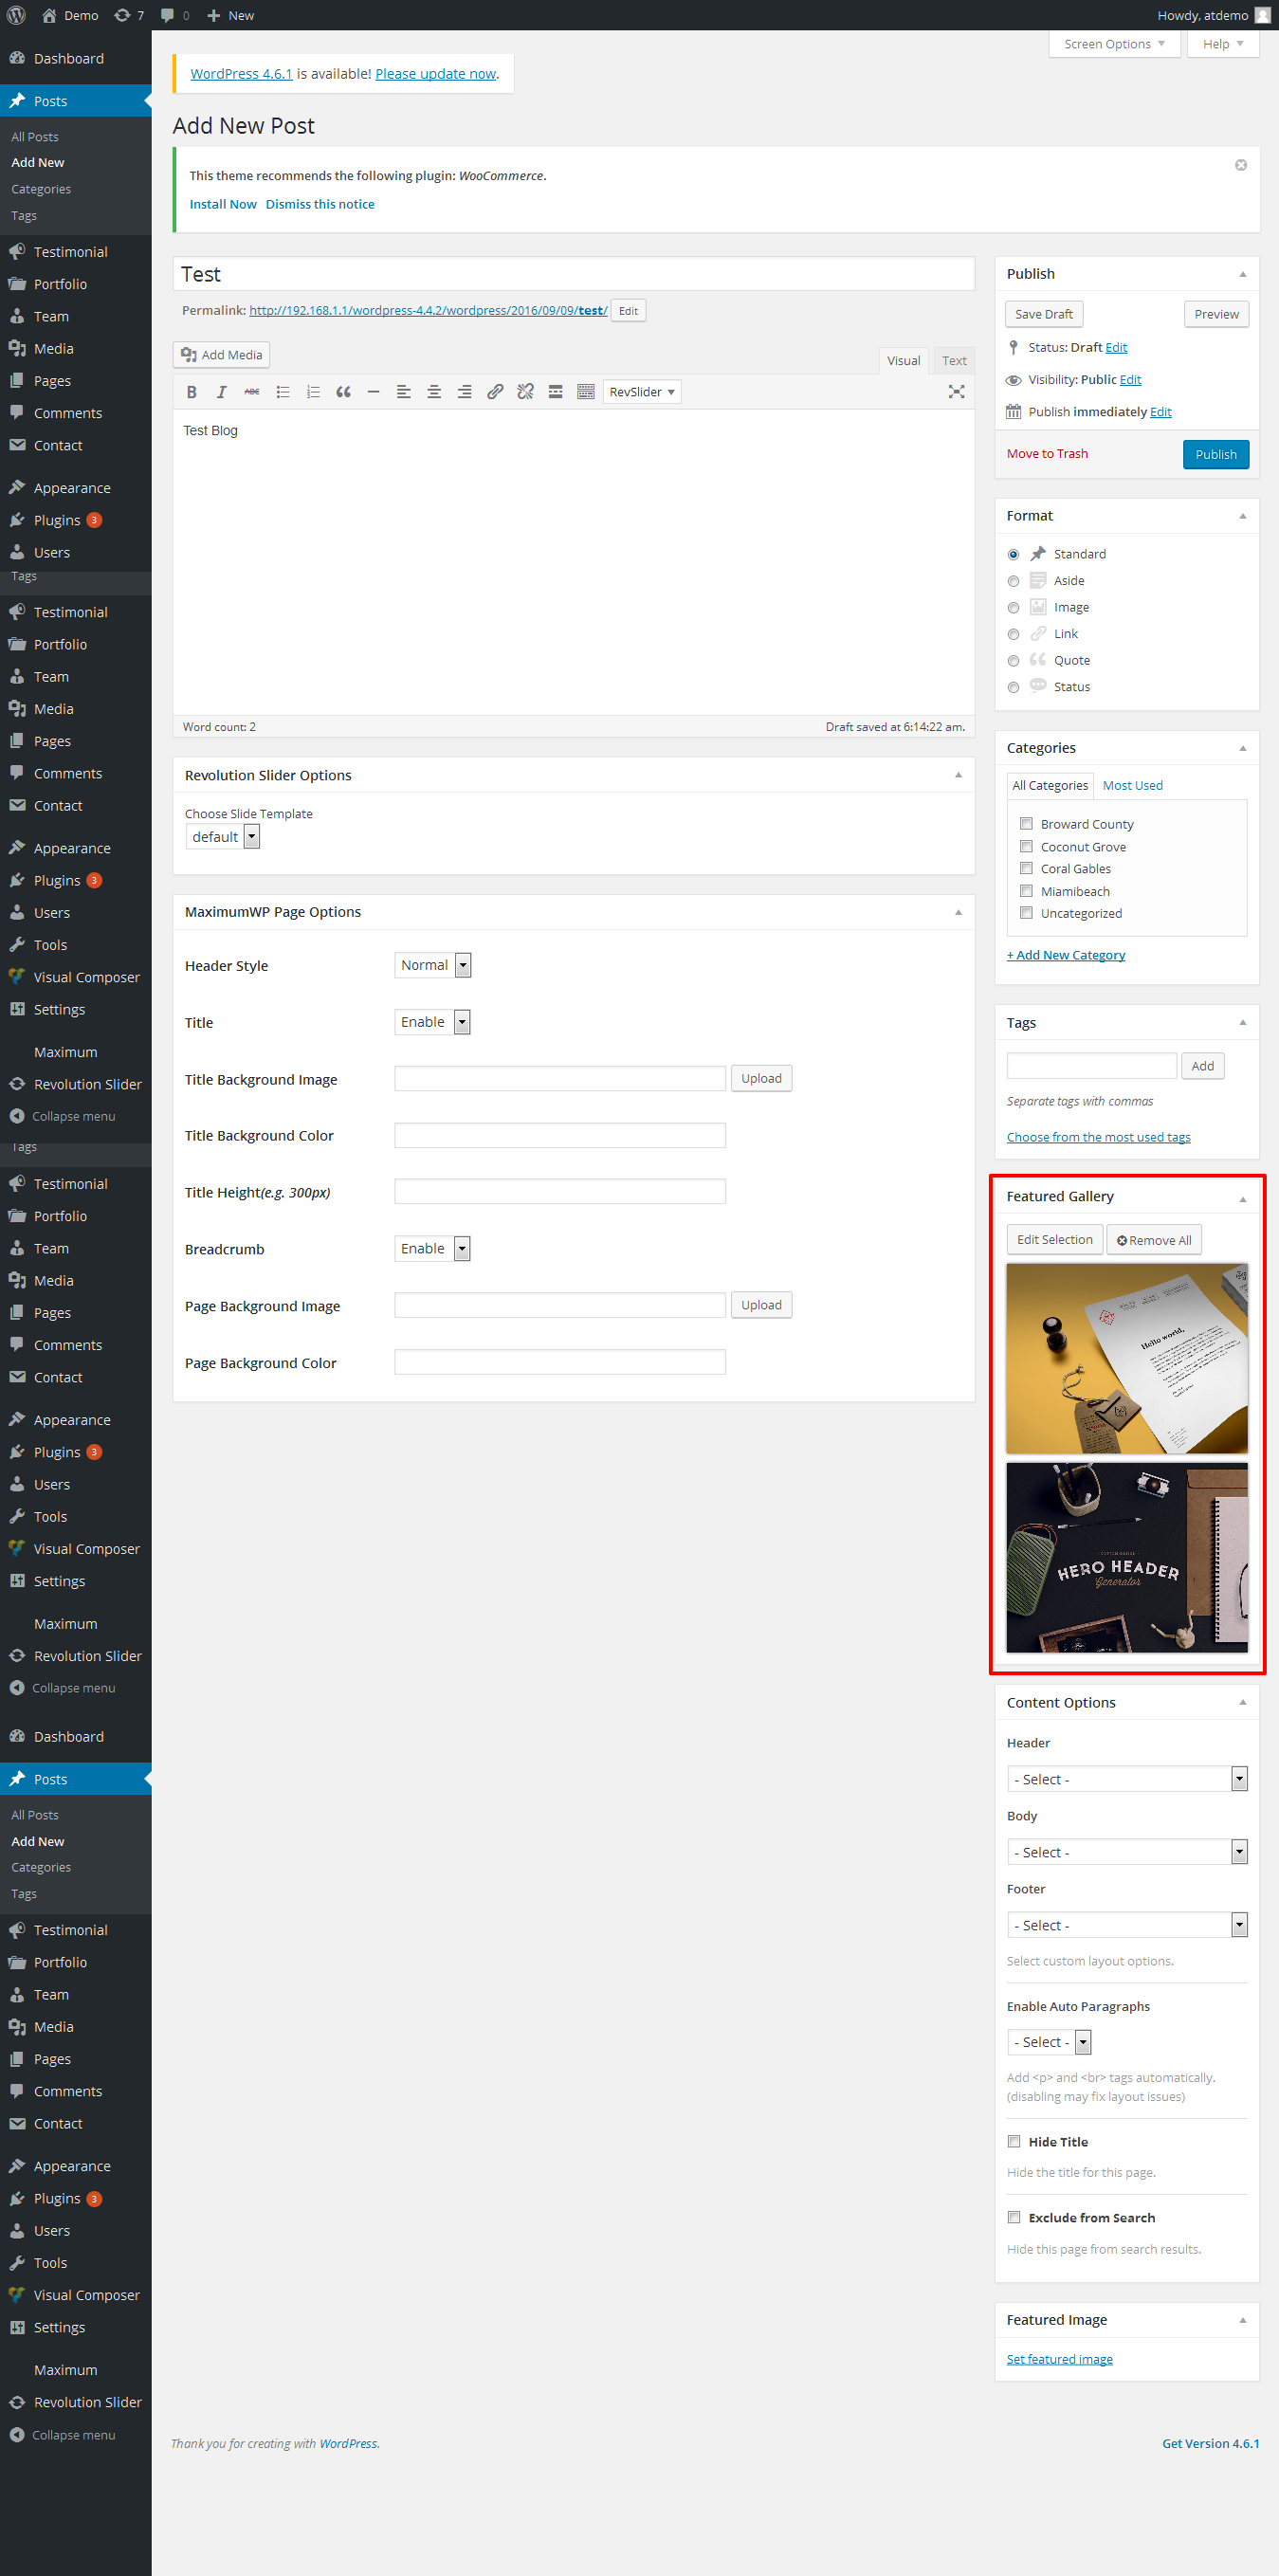 Demo 7 0 New Howdy, atdemo
Screen Options Help
Dashboard
Posts
All Posts
Add New
Categories
Tags
Testimonial
Portfolio
Team
Media
Pages
Comments
Contact
Appearance
Plugins 3
Users
Tags
Testimonial
Portfolio
Team
Media
Pages
Comments
Contact
Appearance
Plugins 3
Users
Tools
Visual Composer
Settings
Maximum
Revolution Slider
Collapse menu
Tags
Testimonial
Portfolio
Team
Media
Pages
Comments
Contact
Appearance
Plugins 3
Users
Tools
Visual Composer
Settings
Maximum
Revolution Slider
Collapse menu
Dashboard
Posts
All Posts
Add New
Categories
Tags
Testimonial
Portfolio
Team
Media
Pages
Comments
Contact
Appearance
Plugins 3
Users
Tools
Visual Composer
Settings
Maximum
Revolution Slider
Collapse menu
WordPress 4.6.1 is available! Please update now.
Add New Post
This theme recommends the following plugin: WooCommerce.
Install Now Dismiss this notice
Test
Permalink: http://192.168.1.1/wordpress-4.4.2/wordpress/2016/09/09/test/ Edit
Add Media Visual Text
B I ABC RevSlider
Test Blog
Word count: 2 Draft saved at 6:14:22 am.
Revolution Slider Options
Choose Slide Template
default
MaximumWP Page Options
Header Style Normal
Title Enable
Title Background Image Upload
Title Background Color
Title Height(e.g. 300px)
Breadcrumb Enable
Page Background Image Upload
Page Background Color
Publish
Save Draft Preview
Status: Draft Edit
Visibility: Public Edit
Publish immediately Edit
Move to Trash Publish
Format
Standard
Aside
Image
Link
Quote
Status
Categories
All Categories Most Used
Broward County
Coconut Grove
Coral Gables
Miamibeach
Uncategorized
+ Add New Category
Tags
Add
Separate tags with commas
Choose from the most used tags
Featured Gallery
Edit Selection Remove All
Hello world,
HERO HEADER
Generator
Content Options
Header
- Select -
Body
- Select -
Footer
- Select -
Select custom layout options.
Enable Auto Paragraphs
- Select -
Add <p> and <br> tags automatically.
(disabling may fix layout issues)
Hide Title
Hide the title for this page.
Exclude from Search
Hide this page from search results.
Featured Image
Set featured image
Thank you for creating with WordPress. Get Version 4.6.1